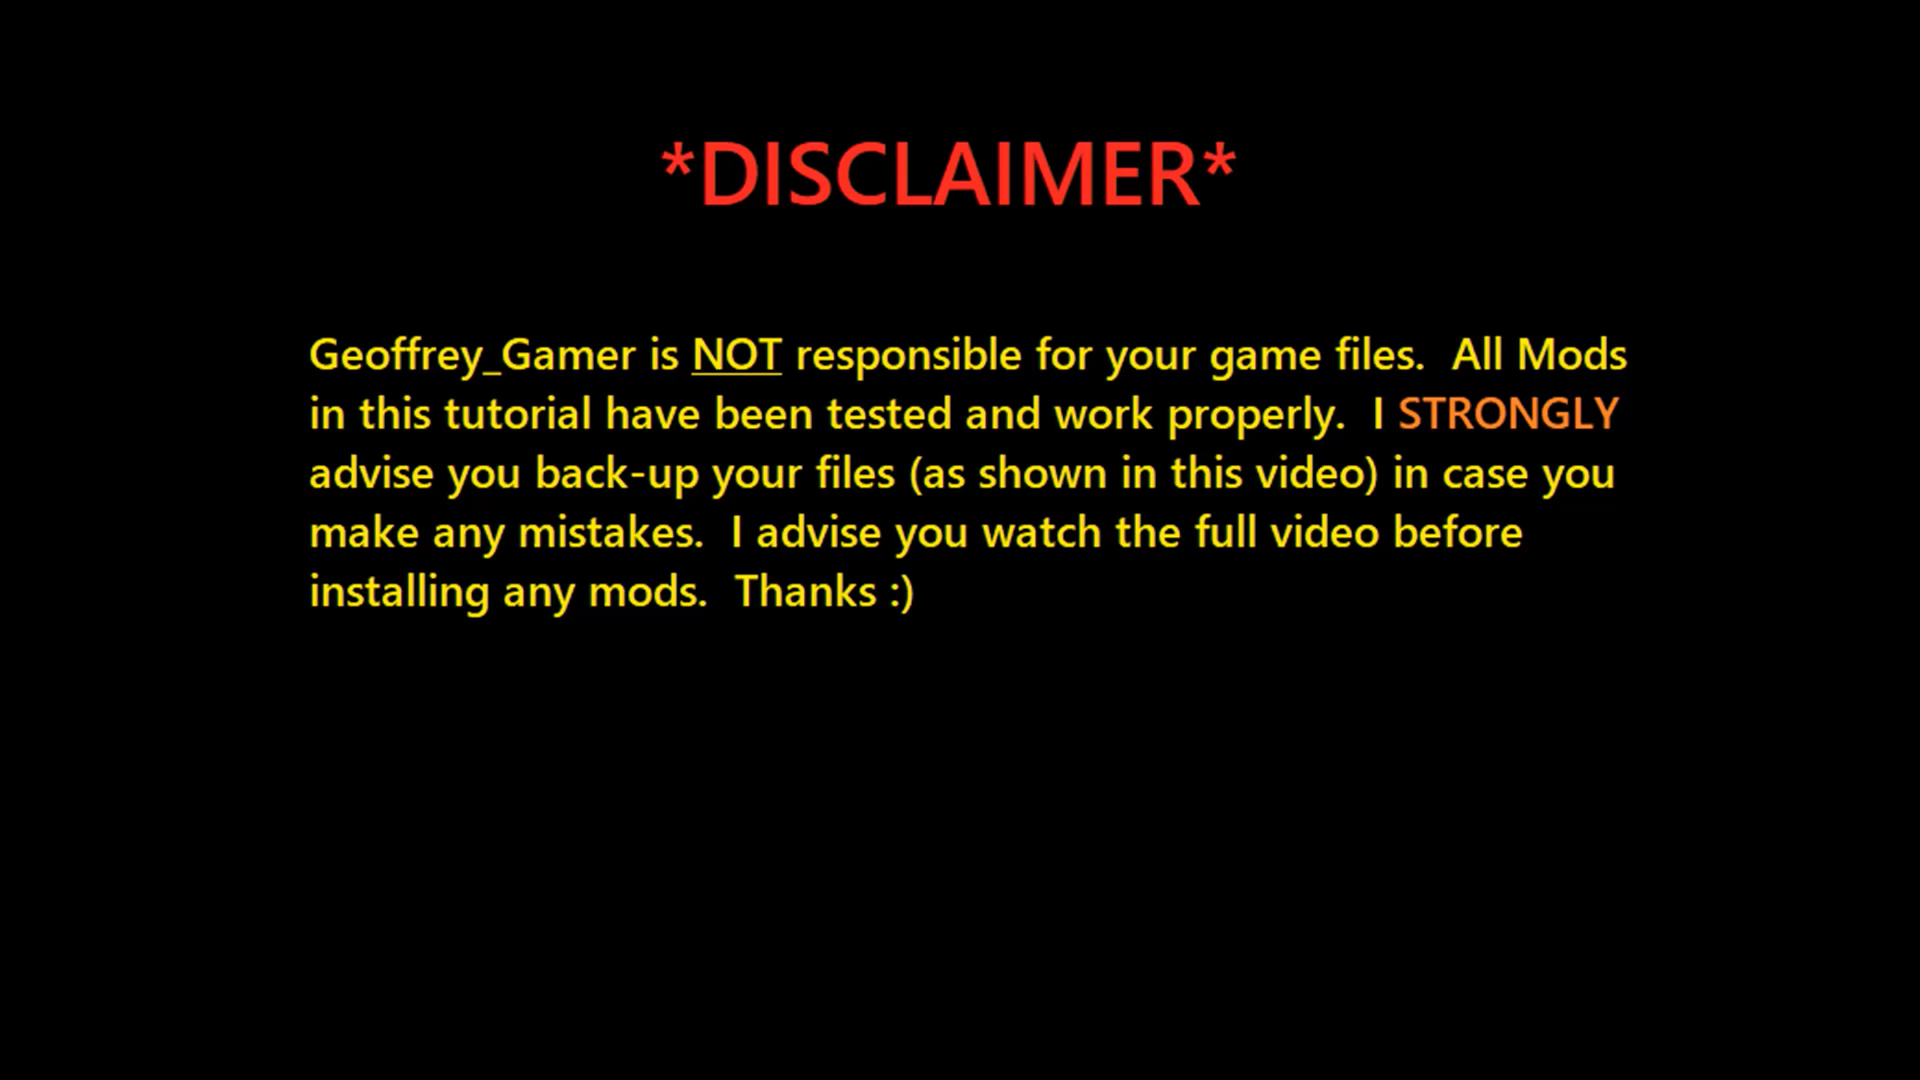 *DISCLAIMER*
Geoffrey_Gamer is NOT responsible for your game files.  All Mods
in this tutorial have been tested and work properly.  I STRONGLY
advise you back-up your files (as shown in this video) in case you
make any mistakes.  I advise you watch the full video before
installing any mods.  Thanks :)